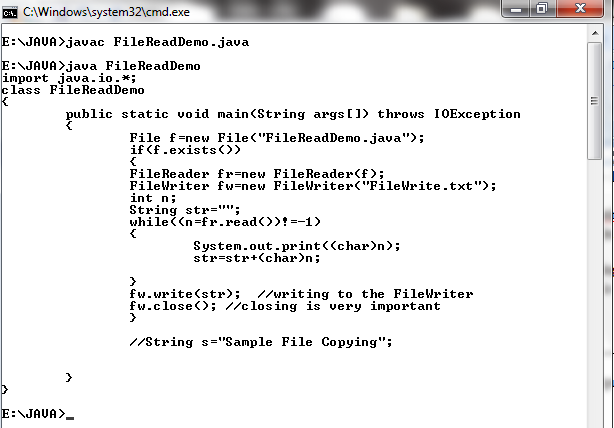 C:\Windows\system32\cmd.exe
E:\JAVA>javac FileReadDemo.java
E:\JAVA>java FileReadDemo
import java.io.*;
class FileReadDemo
{
public static void main(String args[]) throws IOException
{
File f=new File("FileReadDemo.java");
if(f.exists())
{
FileReader fr=new FileReader(f);
FileWriter fw=new FileWriter("FileWrite.txt");
int n;
String str="";
while((n=fr.read())!=-1)
{
System.out.print((char)n);
str=str+(char)n;
}
fw.write(str);  //writing to the FileWriter
fw.close(); //closing is very important
}
//String s="Sample File Copying";
}
}
E:\JAVA>_